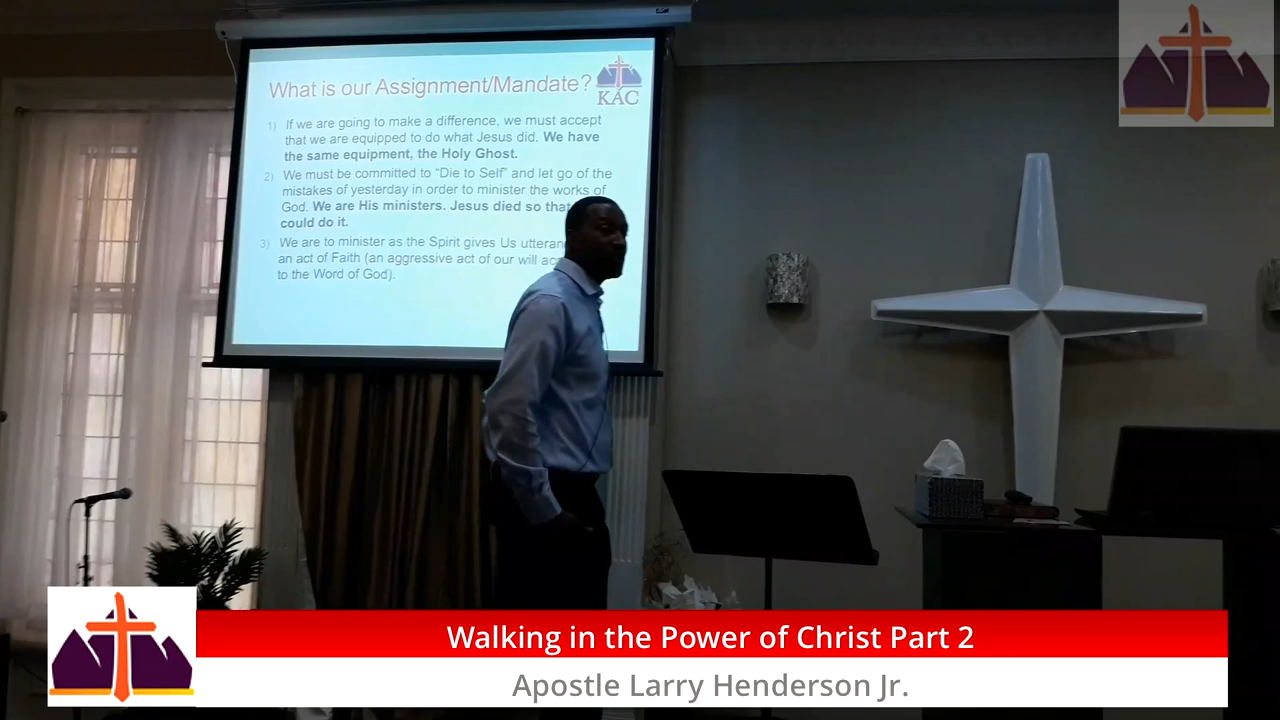 What is our Assignment/Mandate?
KAC
1) If we are going to make a difference, we must accept
that we are equipped to do what Jesus did. We have
the same equipment, the Holy Ghost.
2) We must be committed to "Die to Self" and let go of the
mistakes of yesterday in order to minister the works of
God. We are His ministers. Jesus died so that
could do it.
3) We are to minister as the Spirit gives Us
an act of Faith (an aggressive act of our will
to the Word of God).
Walking in the Power of Christ Part 2
Apostle Larry Henderson Jr.